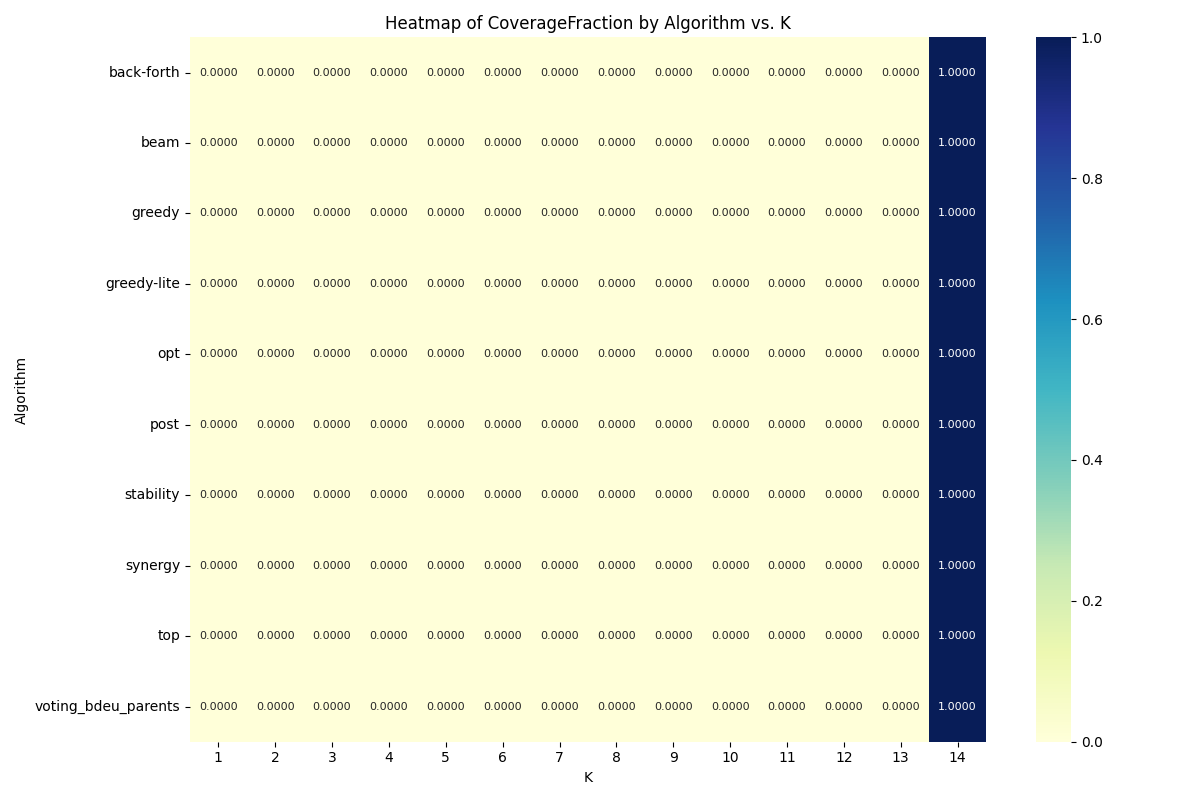 Heatmap of CoverageFraction by Algorithm vs. K
back-forth 0.0000 0.0000 0.0000 0.0000 0.0000 0.0000 0.0000 0.0000 0.0000 0.0000 0.0000 0.0000 0.0000 1.0000
beam 0.0000 0.0000 0.0000 0.0000 0.0000 0.0000 0.0000 0.0000 0.0000 0.0000 0.0000 0.0000 0.0000 1.0000
greedy 0.0000 0.0000 0.0000 0.0000 0.0000 0.0000 0.0000 0.0000 0.0000 0.0000 0.0000 0.0000 0.0000 1.0000
greedy-lite 0.0000 0.0000 0.0000 0.0000 0.0000 0.0000 0.0000 0.0000 0.0000 0.0000 0.0000 0.0000 0.0000 1.0000
opt 0.0000 0.0000 0.0000 0.0000 0.0000 0.0000 0.0000 0.0000 0.0000 0.0000 0.0000 0.0000 0.0000 1.0000
post 0.0000 0.0000 0.0000 0.0000 0.0000 0.0000 0.0000 0.0000 0.0000 0.0000 0.0000 0.0000 0.0000 1.0000
stability 0.0000 0.0000 0.0000 0.0000 0.0000 0.0000 0.0000 0.0000 0.0000 0.0000 0.0000 0.0000 0.0000 1.0000
synergy 0.0000 0.0000 0.0000 0.0000 0.0000 0.0000 0.0000 0.0000 0.0000 0.0000 0.0000 0.0000 0.0000 1.0000
top 0.0000 0.0000 0.0000 0.0000 0.0000 0.0000 0.0000 0.0000 0.0000 0.0000 0.0000 0.0000 0.0000 1.0000
voting_bdeu_parents 0.0000 0.0000 0.0000 0.0000 0.0000 0.0000 0.0000 0.0000 0.0000 0.0000 0.0000 0.0000 0.0000 1.0000
1 2 3 4 5 6 7 8 9 10 11 12 13 14
K
Algorithm
1.0
0.8
0.6
0.4
0.2
0.0